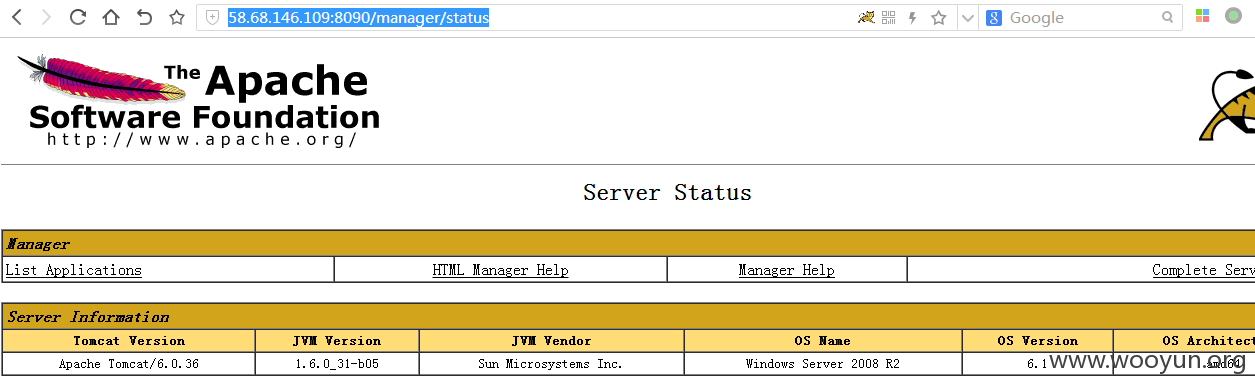 58.68.146.109:8090/manager/status
Google
The Apache
Software Foundation
http://www.apache.org/
Server Status
Manager
List Applications HTML Manager Help Manager Help Complete Serv
Server Information
Tomcat Version JVM Version JVM Vendor OS Name OS Version OS Architect
Apache Tomcat/6.0.36 1.6.0_31-b05 Sun Microsystems Inc. Windows Server 2008 R2 6.1 amd64
www.wooyun.org